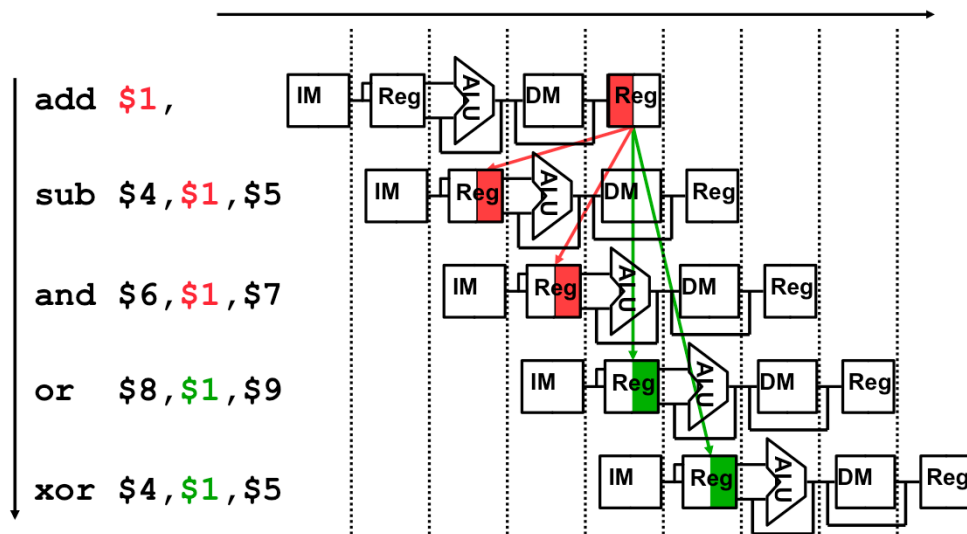 add $1, IM Reg ALU DM Reg
sub $4,$1,$5 IM Reg ALU DM Reg
and $6,$1,$7 IM Reg ALU DM Reg
or $8,$1,$9 IM Reg ALU DM Reg
xor $4,$1,$5 IM Reg ALU DM Reg